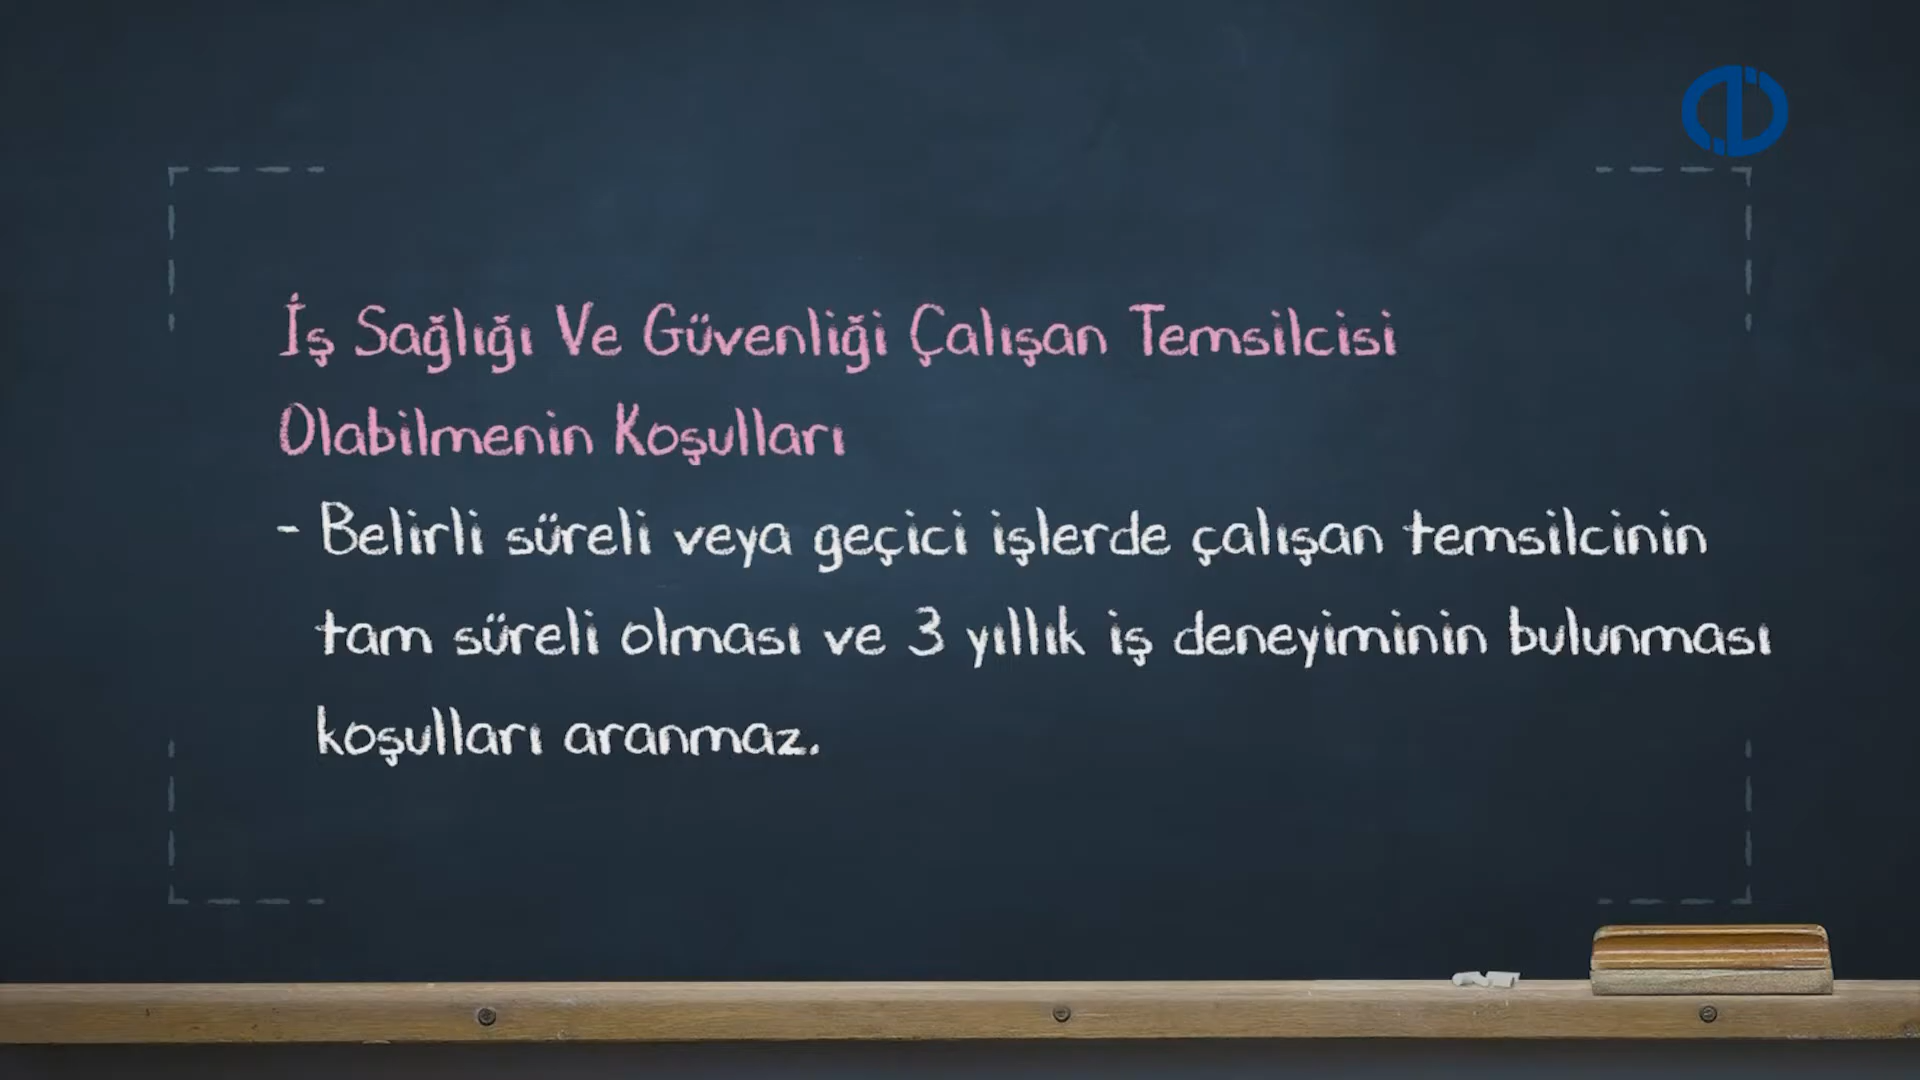 İş Sağlığı Ve Güvenliği Çalışan Temsilcisi
Olabilmenin Koşulları
- Belirli süreli veya geçici işlerde çalışan temsilcinin
tam süreli olması ve 3 yıllık iş deneyiminin bulunması
koşulları aranmaz.